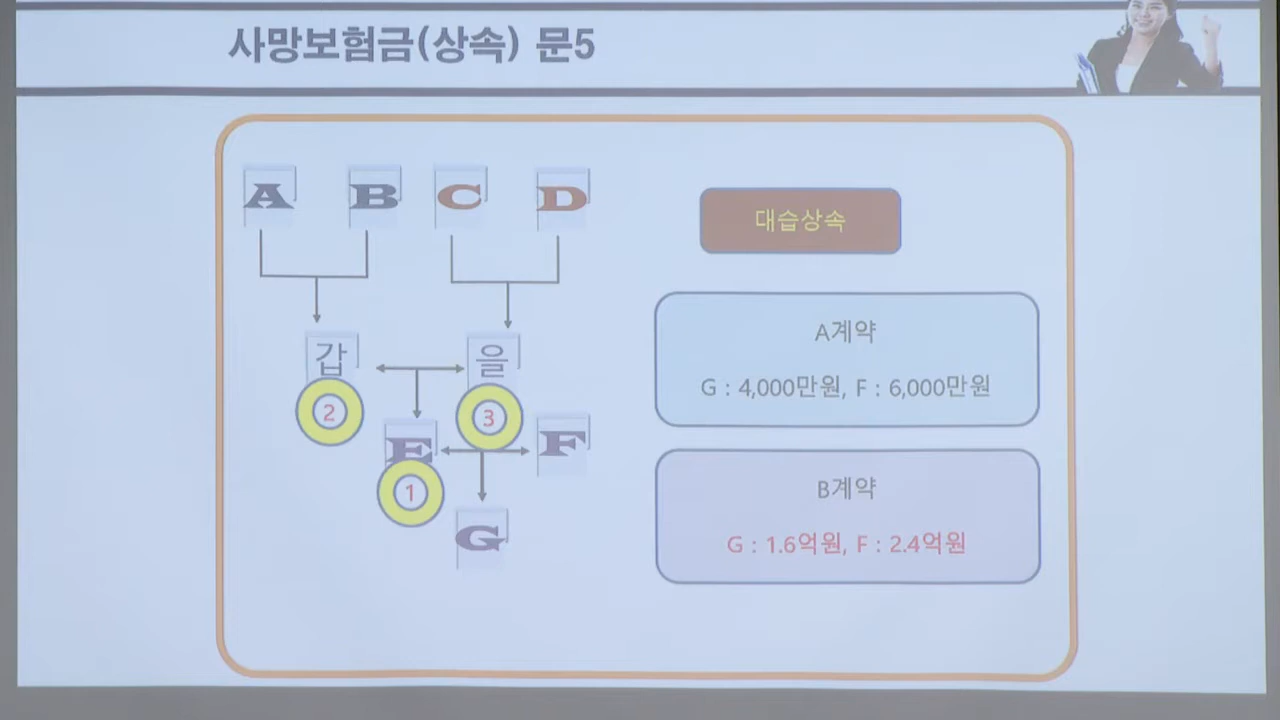 사망보험금(상속) 문5
A B C D
대습상속
갑 을
A계약
G : 4,000만원, F : 6,000만원
2 3
E F
1
B계약
G
G : 1.6억원, F : 2.4억원